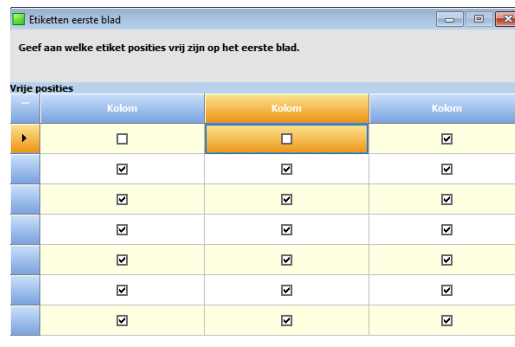 Etiketten eerste blad
Geef aan welke etiket posities vrij zijn op het eerste blad.
Vrije posities
Kolom Kolom Kolom